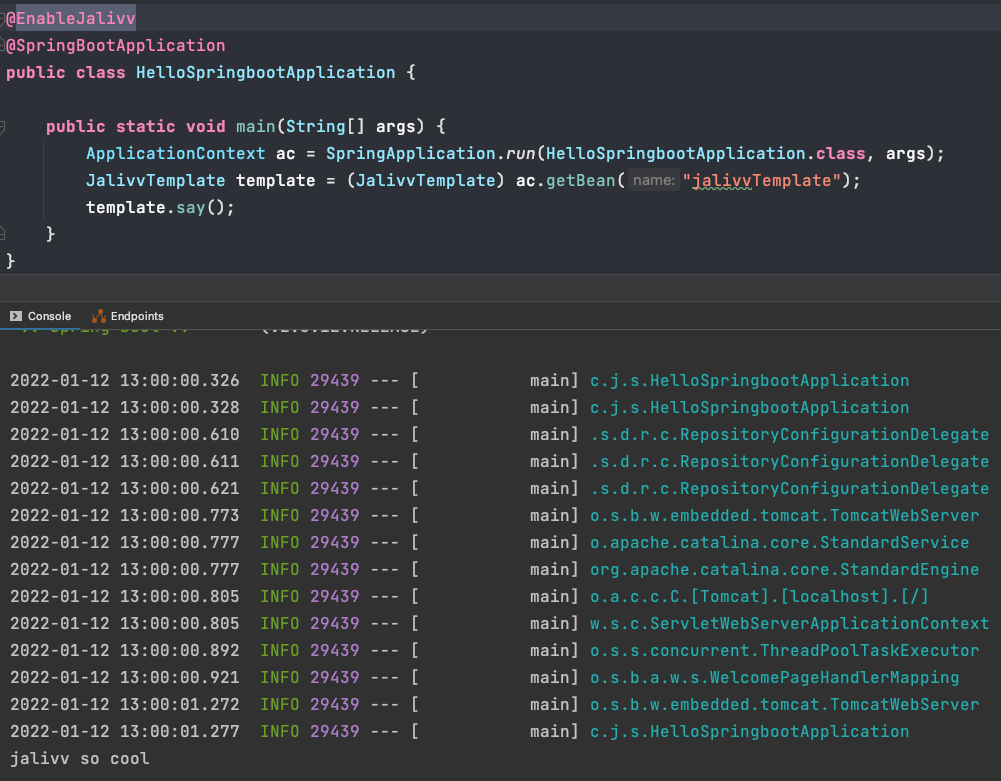 @EnableJalivv
@SpringBootApplication
public class HelloSpringbootApplication {
public static void main(String[] args) {
ApplicationContext ac = SpringApplication.run(HelloSpringbootApplication.class, args);
JalivvTemplate template = (JalivvTemplate) ac.getBean( name: "jalivvTemplate");
template.say();
}
}
Console Endpoints
2022-01-12 13:00:00.326 INFO 29439 --- [ main] c.j.s.HelloSpringbootApplication
2022-01-12 13:00:00.328 INFO 29439 --- [ main] c.j.s.HelloSpringbootApplication
2022-01-12 13:00:00.610 INFO 29439 --- [ main] .s.d.r.c.RepositoryConfigurationDelegate
2022-01-12 13:00:00.611 INFO 29439 --- [ main] .s.d.r.c.RepositoryConfigurationDelegate
2022-01-12 13:00:00.621 INFO 29439 --- [ main] .s.d.r.c.RepositoryConfigurationDelegate
2022-01-12 13:00:00.773 INFO 29439 --- [ main] o.s.b.w.embedded.tomcat.TomcatWebServer
2022-01-12 13:00:00.777 INFO 29439 --- [ main] o.apache.catalina.core.StandardService
2022-01-12 13:00:00.777 INFO 29439 --- [ main] org.apache.catalina.core.StandardEngine
2022-01-12 13:00:00.805 INFO 29439 --- [ main] o.a.c.c.C.[Tomcat].[localhost].[/]
2022-01-12 13:00:00.805 INFO 29439 --- [ main] w.s.c.ServletWebServerApplicationContext
2022-01-12 13:00:00.892 INFO 29439 --- [ main] o.s.s.concurrent.ThreadPoolTaskExecutor
2022-01-12 13:00:00.921 INFO 29439 --- [ main] o.s.b.a.w.s.WelcomePageHandlerMapping
2022-01-12 13:00:01.272 INFO 29439 --- [ main] o.s.b.w.embedded.tomcat.TomcatWebServer
2022-01-12 13:00:01.277 INFO 29439 --- [ main] c.j.s.HelloSpringbootApplication
jalivv so cool